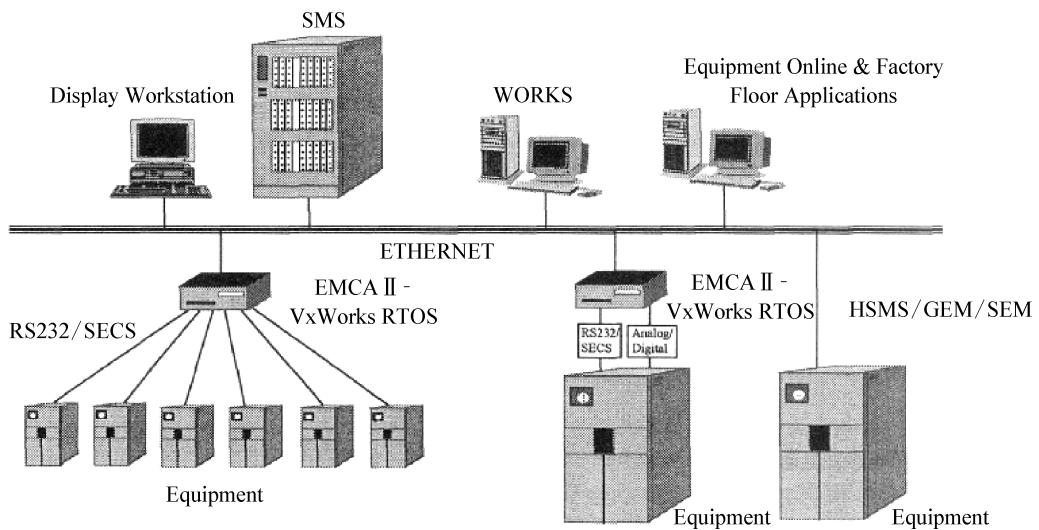 SMS
Display Workstation
WORKS
Equipment Online & Factory
Floor Applications
ETHERNET
EMCA Ⅱ -
VxWorks RTOS
RS232/SECS
EMCA Ⅱ -
VxWorks RTOS
HSMS/GEM/SEM
RS232/
SECS
Analog/
Digital
Equipment
Equipment
Equipment